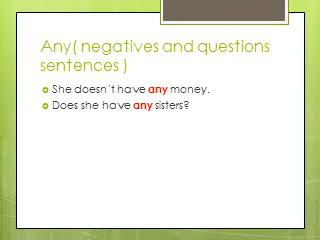 Any( negatives and questions
sentences )
She doesn't have any money.
Does she have any sisters?